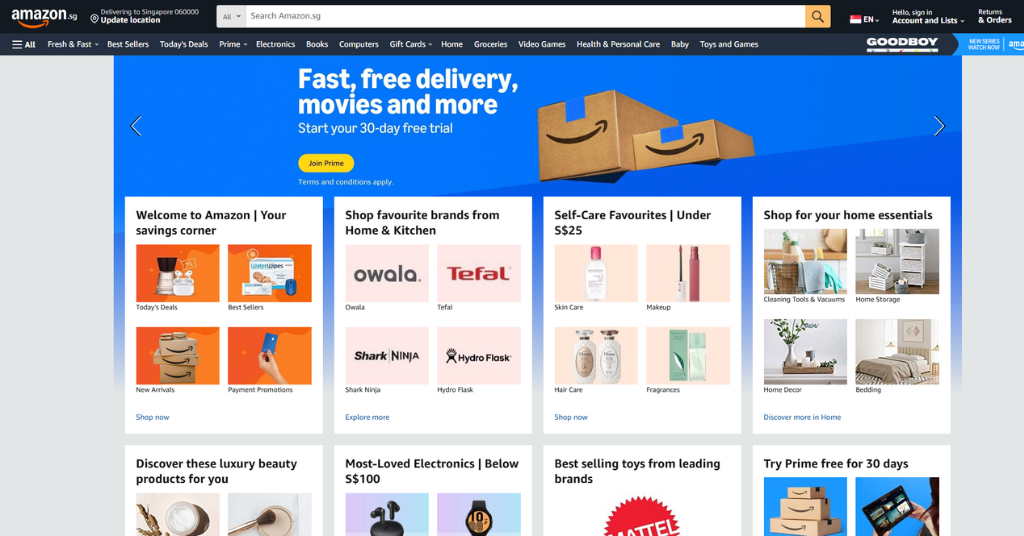 amazon.sg
Delivering to Singapore 060000
Update location
All
Search Amazon.sg
EN
Hello, sign in
Account and Lists
Returns
& Orders
All
Fresh & Fast
Best Sellers
Today's Deals
Prime
Electronics
Books
Computers
Gift Cards
Home
Groceries
Video Games
Health & Personal Care
Baby
Toys and Games
GOODBOY
NEW SERIES
WATCH NOW
ama
Fast, free delivery,
movies and more
Start your 30-day free trial
Join Prime
Terms and conditions apply.
Welcome to Amazon | Your
savings corner
WaterWipes
Today's Deals
Best Sellers
New Arrivals
Payment Promotions
Shop now
Shop favourite brands from
Home & Kitchen
owala.
Tefal
Owala
Tefal
Shark|NINJA
Hydro Flask
Shark Ninja
Hydro Flask
Explore more
Self-Care Favourites | Under
S$25
Skin Care
Makeup
Hair Care
Fragrances
Shop now
Shop for your home essentials
Cleaning Tools & Vacuums
Home Storage
Home Decor
Bedding
Discover more in Home
Discover these luxury beauty
products for you
Most-Loved Electronics | Below
S$100
Best selling toys from leading
brands
MATTEL
Try Prime free for 30 days